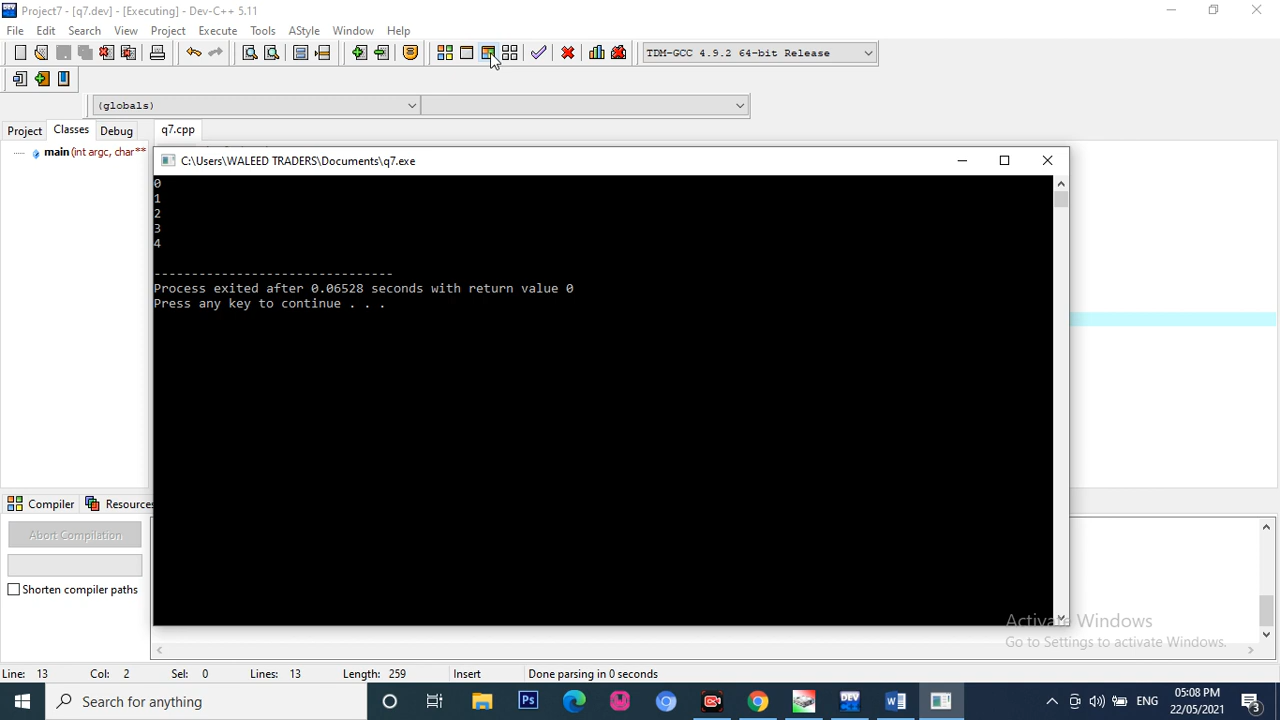 Project7 - [q7.dev] - [Executing] - Dev-C++ 5.11
File Edit Search View Project Execute Tools AStyle Window Help
TDM-GCC 4.9.2 64-bit Release
(globals)
Project Classes Debug q7.cpp
main (int argc, char**
C:\Users\WALEED TRADERS\Documents\q7.exe
0
1
2
3
4
--------------------------------
Process exited after 0.06528 seconds with return value 0
Press any key to continue . . .
Compiler Resources
Abort Compilation
Shorten compiler paths
Activate Windows
Go to Settings to activate Windows.
Line: 13 Col: 2 Sel: 0 Lines: 13 Length: 259 Insert Done parsing in 0 seconds
Search for anything
ENG
05:08 PM
22/05/2021
3